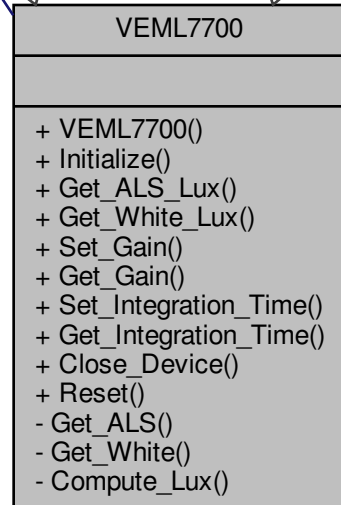 VEML7700
+ VEML7700()
+ Initialize()
+ Get_ALS_Lux()
+ Get_White_Lux()
+ Set_Gain()
+ Get_Gain()
+ Set_Integration_Time()
+ Get_Integration_Time()
+ Close_Device()
+ Reset()
- Get_ALS()
- Get_White()
- Compute_Lux()